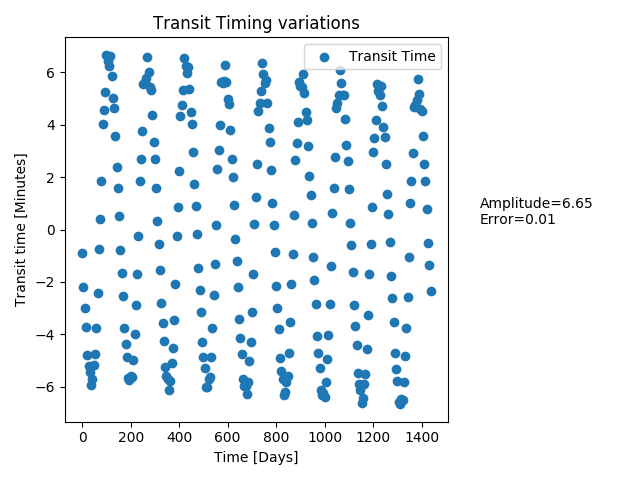 Transit Timing variations
Transit Time
6
4
2
0
−2
−4
−6
Transit time [Minutes]
0 200 400 600 800 1000 1200 1400
Time [Days]
Amplitude=6.65
Error=0.01